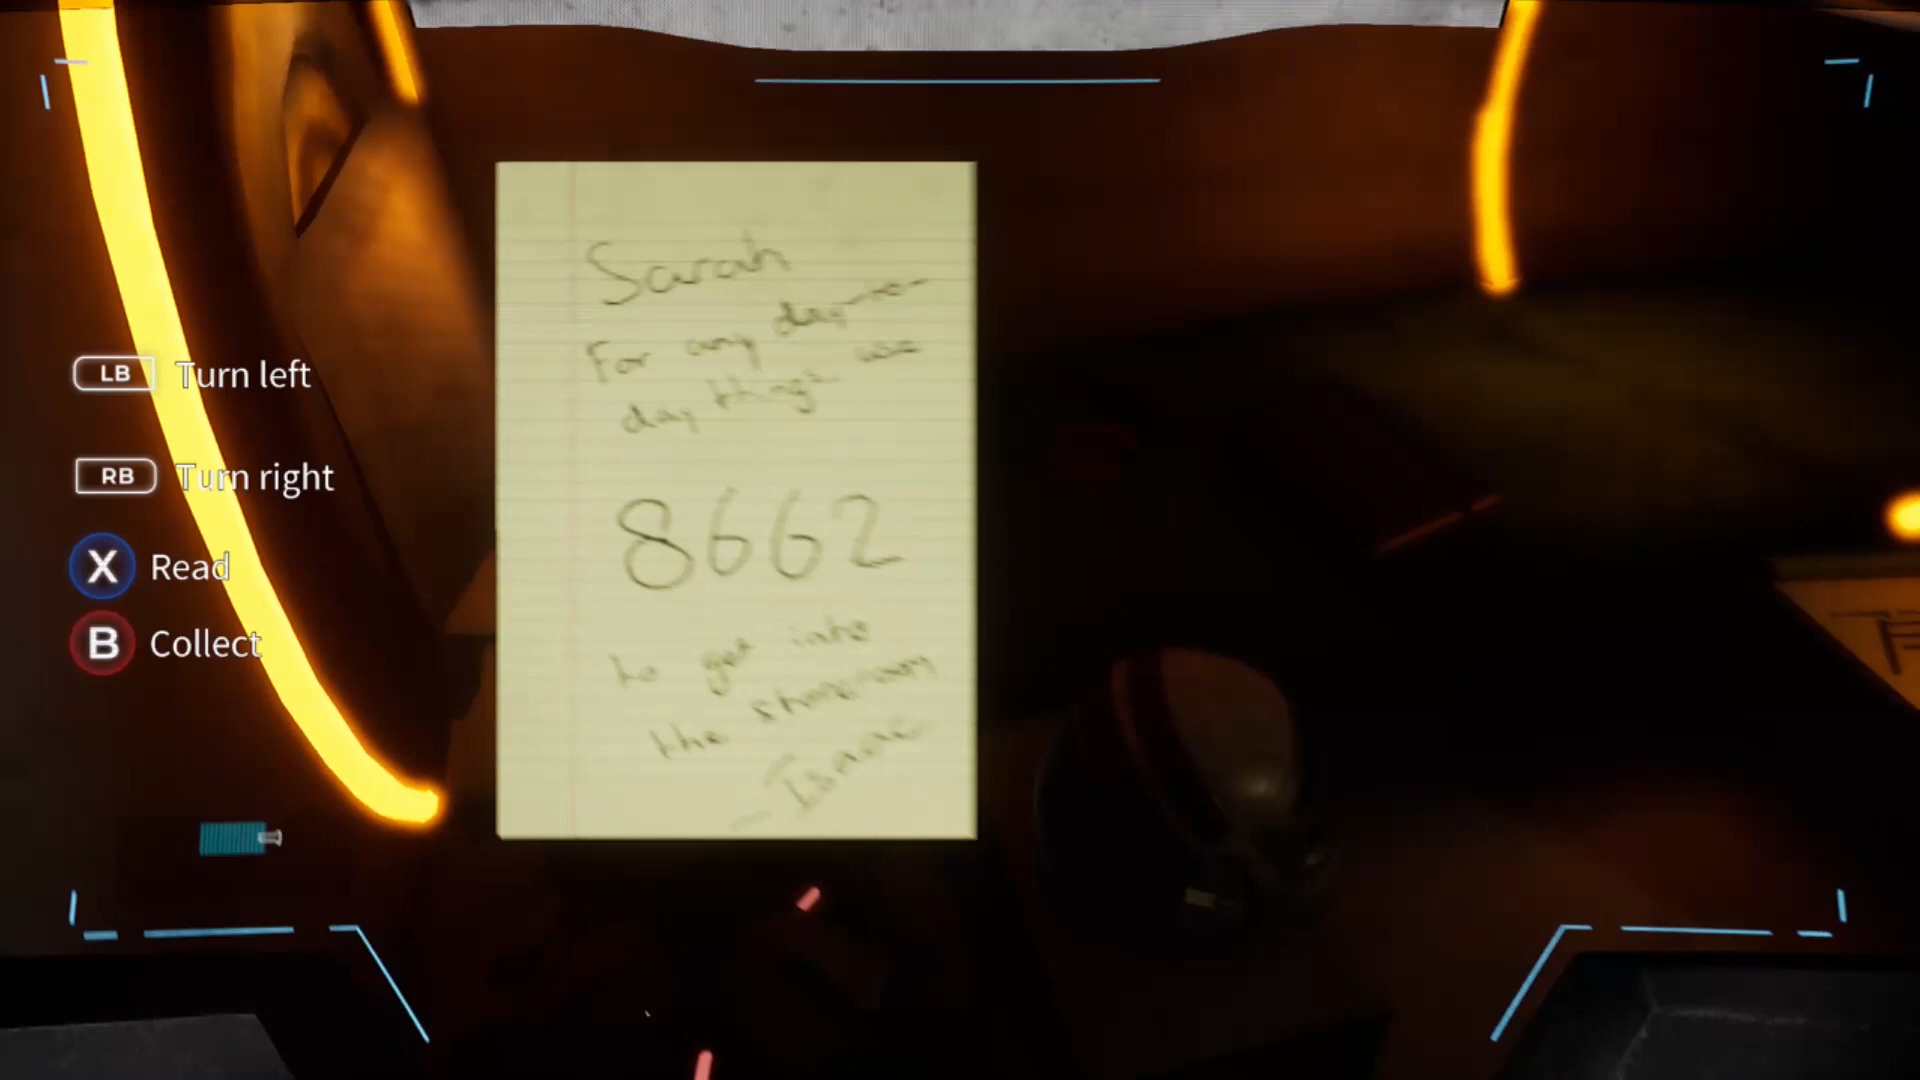 LB Turn left
RB Turn right
X Read
B Collect
Sarah
For any day-to-
day things use
8662
to get into
the storeroom
- Isaac